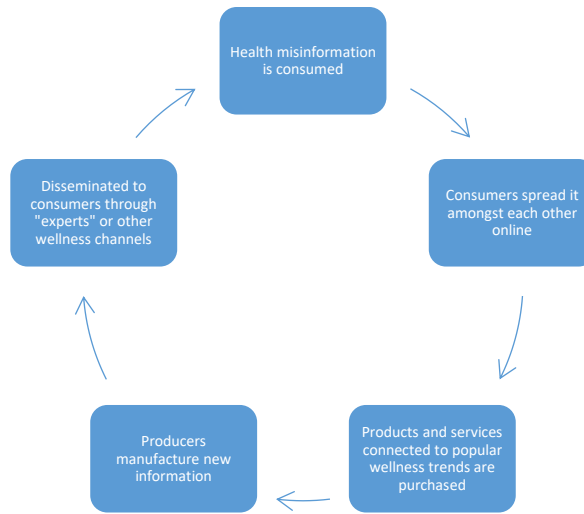 Health misinformation
is consumed
Consumers spread it
amongst each other
online
Products and services
connected to popular
wellness trends are
purchased
Producers
manufacture new
information
Disseminated to
consumers through
"experts" or other
wellness channels